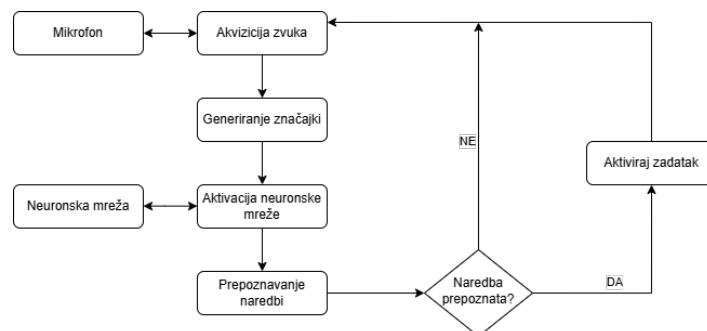 Mikrofon
Akvizicija zvuka
Generiranje značajki
NE
Aktiviraj zadatak
Neuronska mreža
Aktivacija neuronske
mreže
Prepoznavanje
naredbi
Naredba
prepoznata?
DA